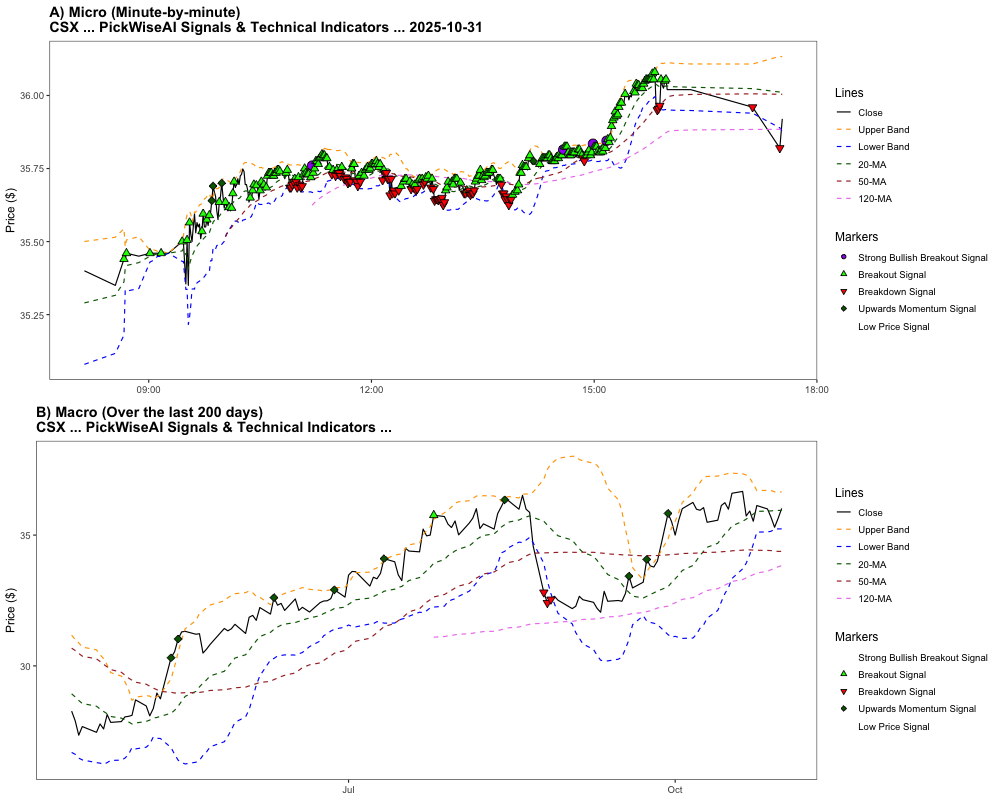 A) Micro (Minute-by-minute)
CSX ... PickWiseAI Signals & Technical Indicators ... 2025-10-31
Price ($)
36.00
35.75
35.50
35.25
09:00
12:00
15:00
18:00
Lines
Close
Upper Band
Lower Band
20-MA
50-MA
120-MA
Markers
Strong Bullish Breakout Signal
Breakout Signal
Breakdown Signal
Upwards Momentum Signal
Low Price Signal
B) Macro (Over the last 200 days)
CSX ... PickWiseAI Signals & Technical Indicators ...
Price ($)
35
30
Jul
Oct
Lines
Close
Upper Band
Lower Band
20-MA
50-MA
120-MA
Markers
Strong Bullish Breakout Signal
Breakout Signal
Breakdown Signal
Upwards Momentum Signal
Low Price Signal